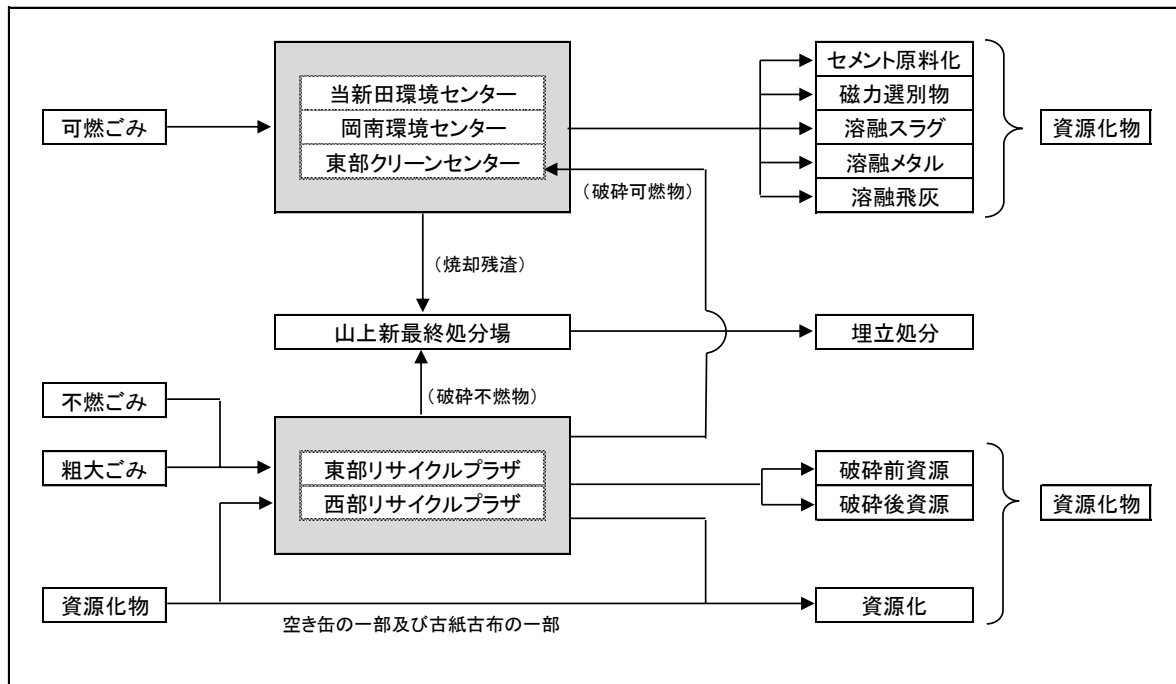 可燃ごみ
当新田環境センター
岡南環境センター
東部クリーンセンター
セメント原料化
磁力選別物
溶融スラグ
溶融メタル
溶融飛灰
資源化物
（破砕可燃物）
（焼却残渣）
山上新最終処分場
埋立処分
（破砕不燃物）
不燃ごみ
粗大ごみ
東部リサイクルプラザ
西部リサイクルプラザ
破砕前資源
破砕後資源
資源化物
資源化物
資源化
空き缶の一部及び古紙古布の一部